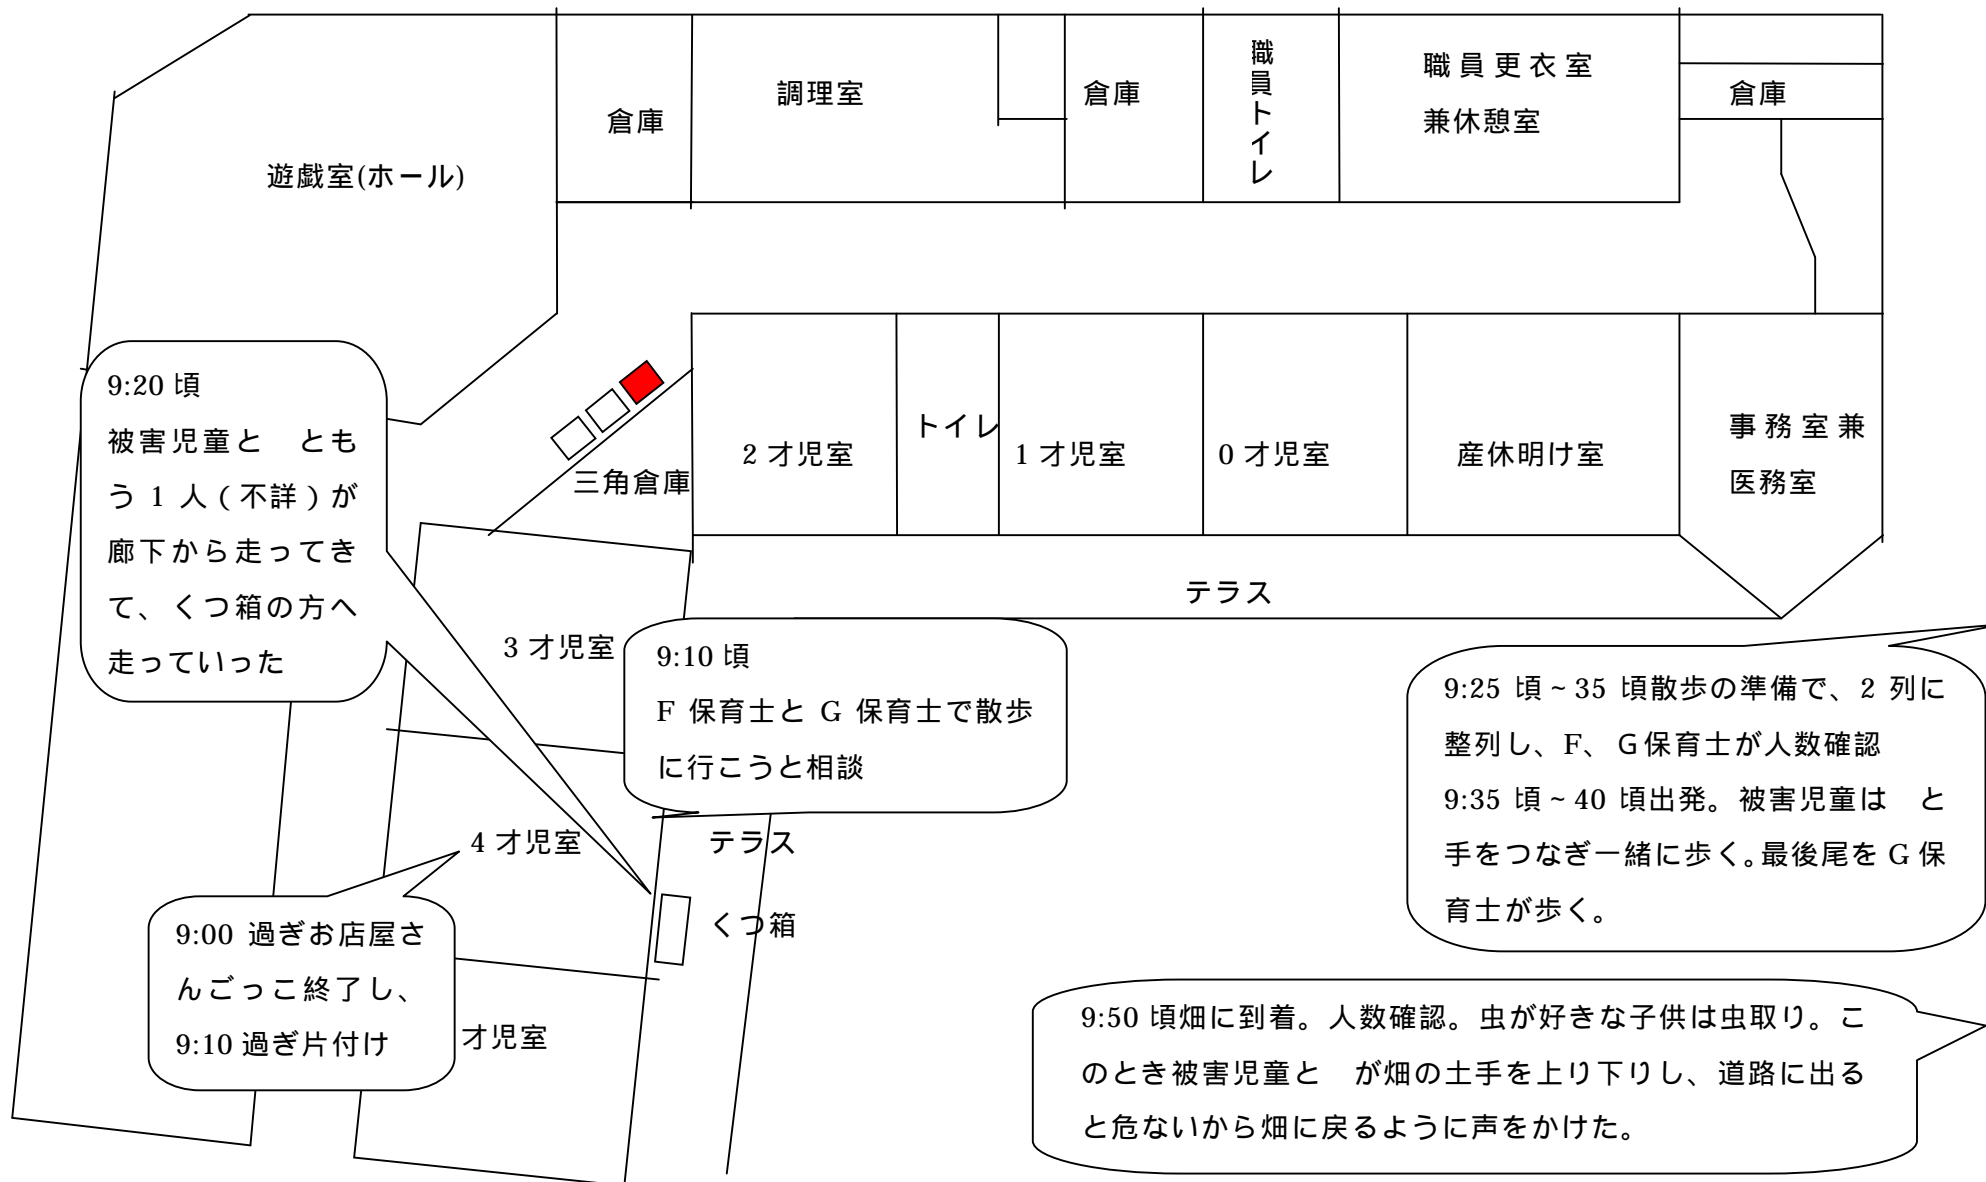 倉庫
調理室
倉庫
職員トイレ
職員更衣室
兼休憩室
倉庫
遊戯室(ホール)
2 才児室
トイレ
1 才児室
0 才児室
産休明け室
事務室兼
医務室
三角倉庫
テラス
9:20 頃
被害児童と　とも
う 1 人(不詳)が
廊下から走ってき
て、くつ箱の方へ
走っていった
3 才児室
9:10 頃
F 保育士と G 保育士で散歩
に行こうと相談
9:25 頃~35 頃散歩の準備で、2 列に
整列し、F、G保育士が人数確認
9:35 頃~40 頃出発。被害児童は　と
手をつなぎ一緒に歩く。最後尾を G 保
育士が歩く。
4 才児室
テラス
くつ箱
9:00 過ぎお店屋さ
んごっこ終了し、
9:10 過ぎ片付け
才児室
9:50 頃畑に到着。人数確認。虫が好きな子供は虫取り。こ
のとき被害児童と　が畑の土手を上り下りし、道路に出る
と危ないから畑に戻るように声をかけた。